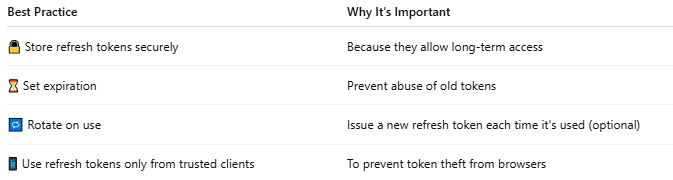 Best Practice Why It's Important
🔒 Store refresh tokens securely Because they allow long-term access
⏳ Set expiration Prevent abuse of old tokens
🔁 Rotate on use Issue a new refresh token each time it's used (optional)
📱 Use refresh tokens only from trusted clients To prevent token theft from browsers